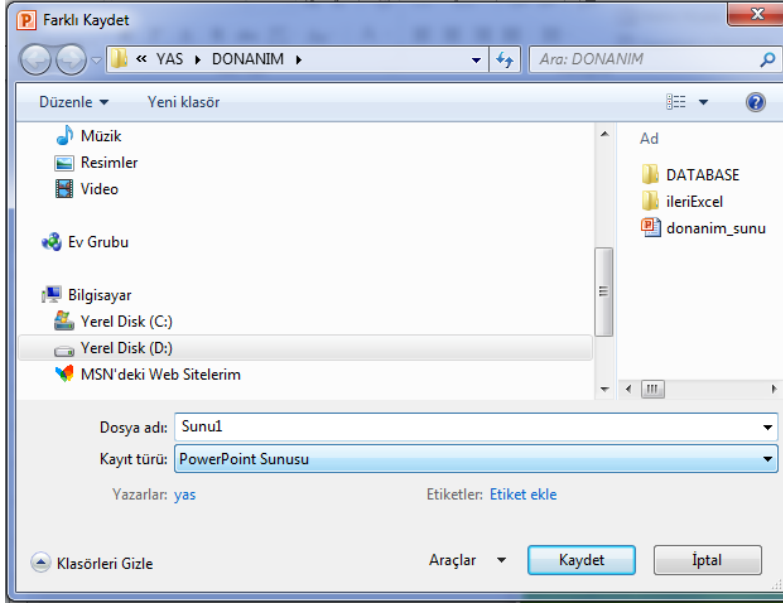 Farklı Kaydet
« YAS ▸ DONANIM ▸
Ara: DONANIM
Düzenle
Yeni klasör
Müzik
Resimler
Video
Ev Grubu
Bilgisayar
Yerel Disk (C:)
Yerel Disk (D:)
MSN'deki Web Sitelerim
Ad
DATABASE
ileriExcel
donanim_sunu
Dosya adı: Sunu1
Kayıt türü: PowerPoint Sunusu
Yazarlar: yas
Etiketler: Etiket ekle
Klasörleri Gizle
Araçlar
Kaydet
İptal